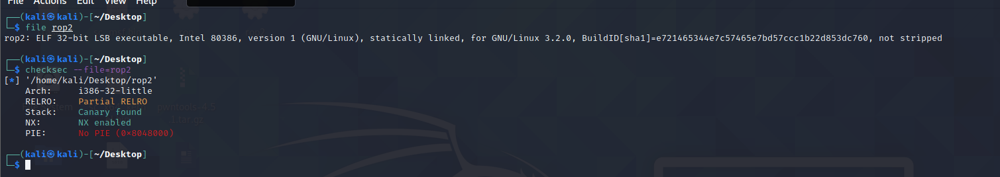 File Actions Edit View Help
┌──(kali㉿kali)-[~/Desktop]
└─$ file rop2
rop2: ELF 32-bit LSB executable, Intel 80386, version 1 (GNU/Linux), statically linked, for GNU/Linux 3.2.0, BuildID[sha1]=e721465344e7c57465e7bd57ccc1b22d853dc760, not stripped
┌──(kali㉿kali)-[~/Desktop]
└─$ checksec --file=rop2
[*] '/home/kali/Desktop/rop2'
Arch: i386-32-little
RELRO: Partial RELRO
Stack: Canary found
NX: NX enabled
PIE: No PIE (0×8048000)
┌──(kali㉿kali)-[~/Desktop]
└─$